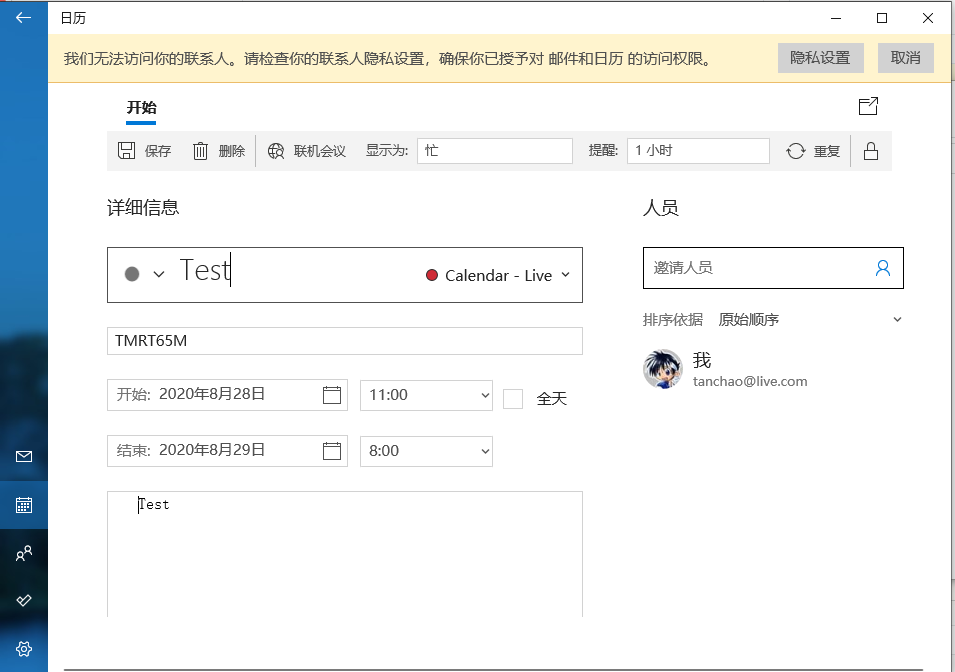 日历
我们无法访问你的联系人。请检查你的联系人隐私设置，确保你已授予对 邮件和日历 的访问权限。 隐私设置 取消
开始
保存 删除 联机会议 显示为: 忙 提醒: 1 小时 重复
详细信息
人员
Test Calendar - Live
邀请人员
TMRT65M
排序依据 原始顺序
我
tanchao@live.com
开始: 2020年8月28日 11:00 全天
结束: 2020年8月29日 8:00
Test